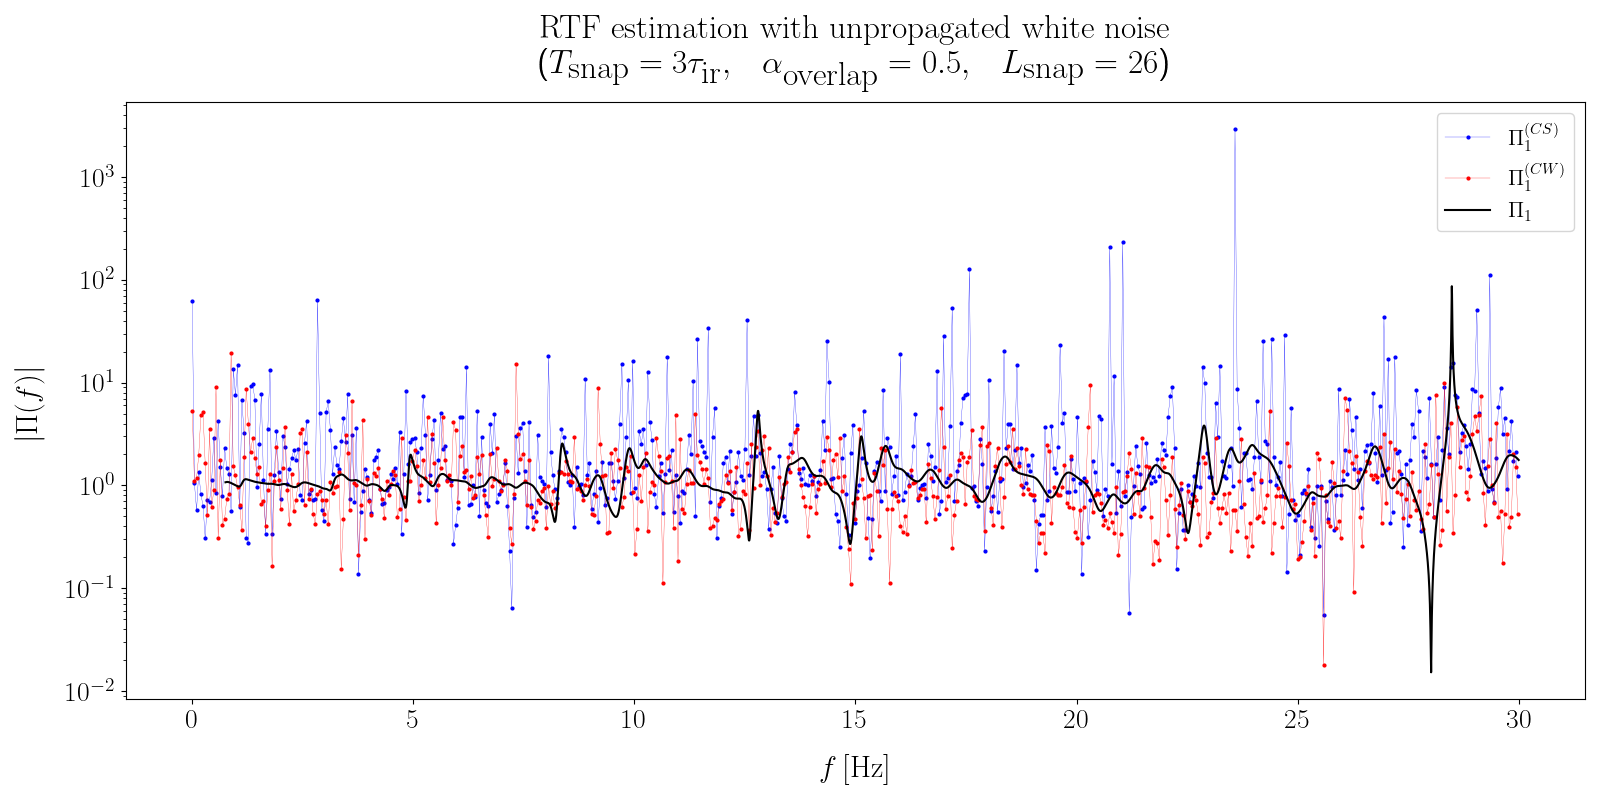 RTF estimation with unpropagated white noise
(T_snap = 3τ_ir, α_overlap = 0.5, L_snap = 26)
Π_1^(CS)
Π_1^(CW)
Π_1
|Π(f)|
10^3
10^2
10^1
10^0
10^−1
10^−2
0 5 10 15 20 25 30
f [Hz]